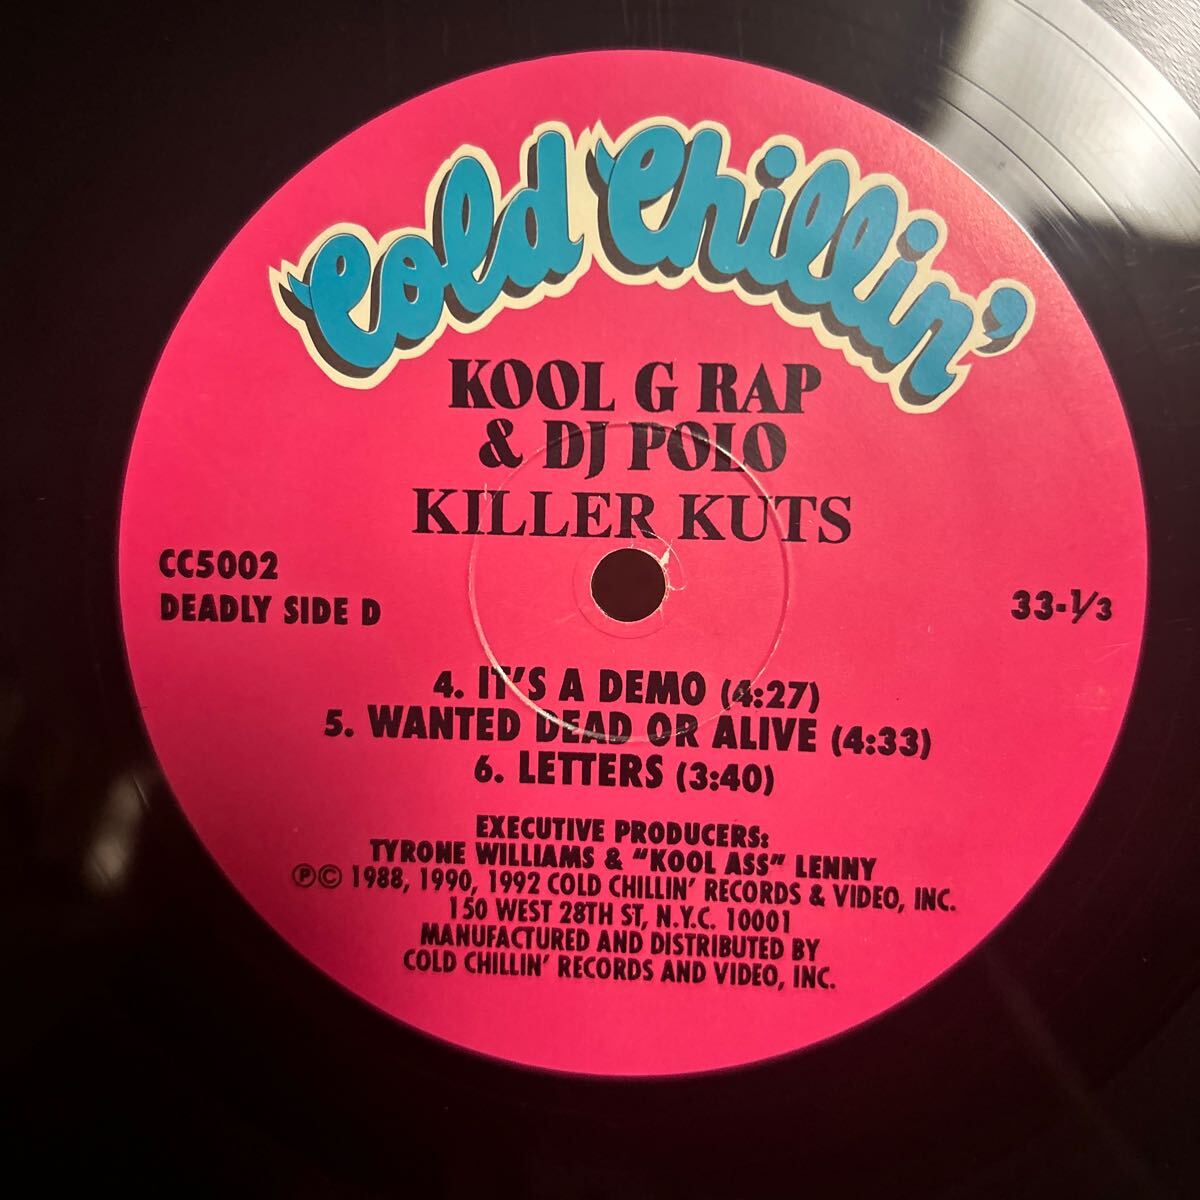 Cold Chillin'
KOOL G RAP
& DJ POLO
KILLER KUTS
CC5002
DEADLY SIDE D
33-1/3
4. IT'S A DEMO (4:27)
5. WANTED DEAD OR ALIVE (4:33)
6. LETTERS (3:40)
EXECUTIVE PRODUCERS:
TYRONE WILLIAMS & "KOOL ASS" LENNY
℗© 1988, 1990, 1992 COLD CHILLIN' RECORDS & VIDEO, INC.
150 WEST 28TH ST, N.Y.C. 10001
MANUFACTURED AND DISTRIBUTED BY
COLD CHILLIN' RECORDS AND VIDEO, INC.